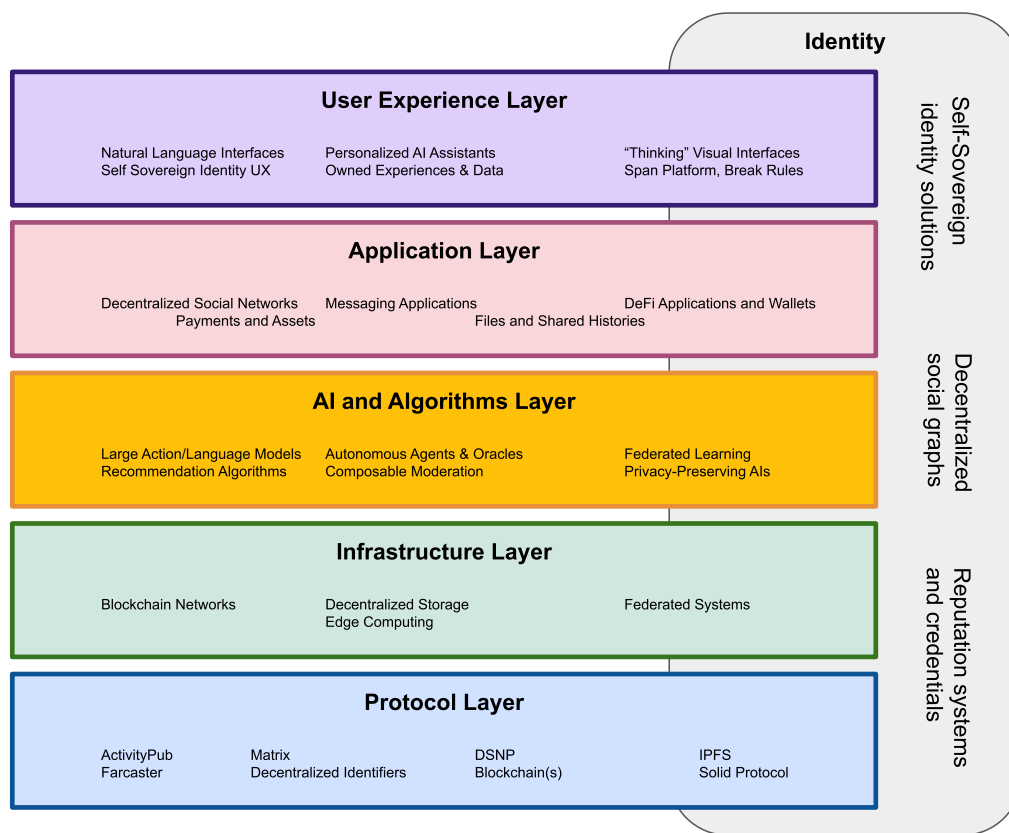 Identity
User Experience Layer
Natural Language Interfaces Personalized AI Assistants “Thinking” Visual Interfaces
Self Sovereign Identity UX Owned Experiences & Data Span Platform, Break Rules
Application Layer
Decentralized Social Networks Messaging Applications DeFi Applications and Wallets
Payments and Assets Files and Shared Histories
AI and Algorithms Layer
Large Action/Language Models Autonomous Agents & Oracles Federated Learning
Recommendation Algorithms Composable Moderation Privacy-Preserving AIs
Infrastructure Layer
Blockchain Networks Decentralized Storage Federated Systems
Edge Computing
Protocol Layer
ActivityPub Matrix DSNP IPFS
Farcaster Decentralized Identifiers Blockchain(s) Solid Protocol
Self-Sovereign
identity solutions
Decentralized
social graphs
Reputation systems
and credentials